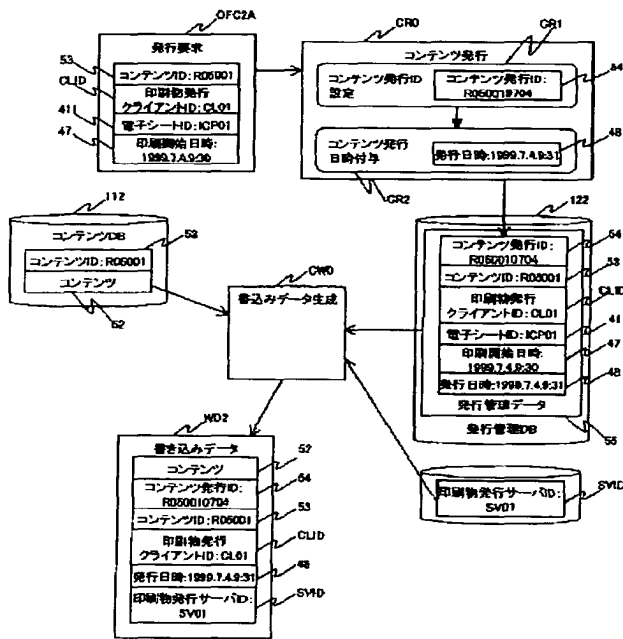 OFC2A
発行要求
53
コンテンツID:R05001
CLID
印刷物発行
クライアントID:CL01
411
電子シートID:ICP01
47
印刷開始日時:
1999.7.4.9:30
CR0
コンテンツ発行
CR1
コンテンツ発行ID
設定
コンテンツ発行ID:
R050010704
54
コンテンツ発行
日時付与
発行日時:1999.7.4.9:31
48
CR2
112
コンテンツDB
53
コンテンツID:R05001
コンテンツ
52
CW0
書込みデータ生成
122
コンテンツ発行ID:
R050010704
54
コンテンツID:R05001
53
印刷物発行
クライアントID:CL01
CLID
電子シートID:ICP01
41
印刷開始日時:
1999.7.4.9:30
47
発行日時:1999.7.4.9:31
48
発行管理データ
発行管理DB
55
WD2
書き込みデータ
コンテンツ
52
コンテンツ発行ID:
R050010704
54
コンテンツID:R05001
53
印刷物発行
クライアントID:CL01
CLID
発行日時:1999.7.4.9:31
48
印刷物発行サーバID:
SV01
SVID
印刷物発行サーバID:
SV01
SVID